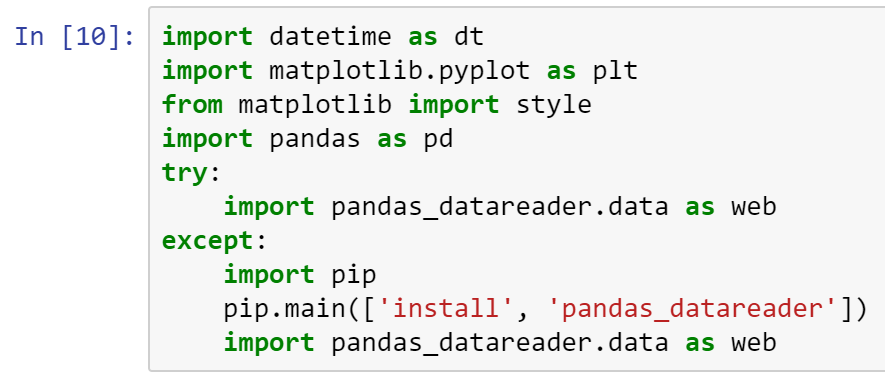 In [10]: import datetime as dt
import matplotlib.pyplot as plt
from matplotlib import style
import pandas as pd
try:
    import pandas_datareader.data as web
except:
    import pip
    pip.main(['install', 'pandas_datareader'])
    import pandas_datareader.data as web